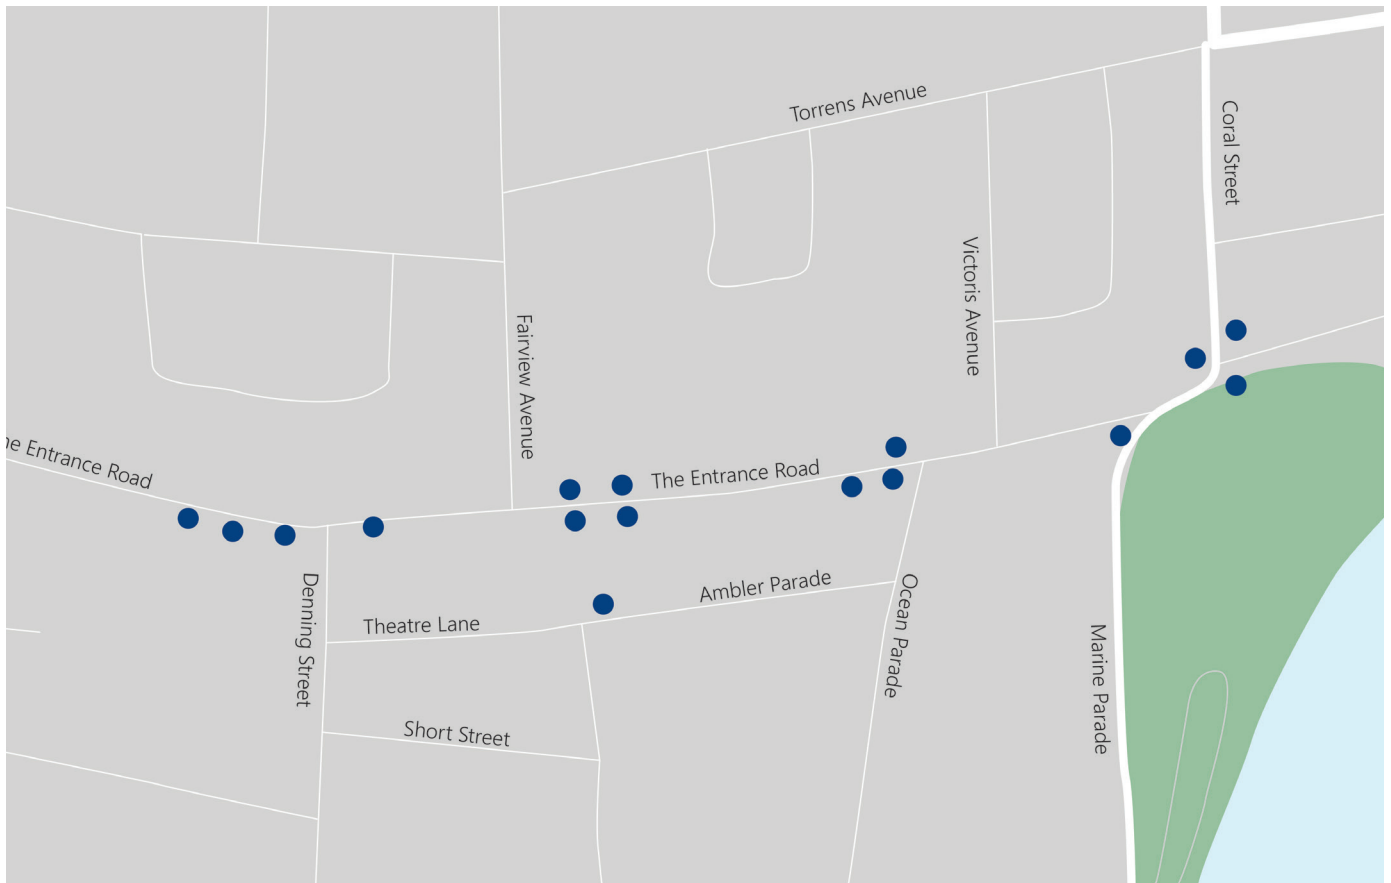 Torrens Avenue
Coral Street
Victoris Avenue
Fairview Avenue
he Entrance Road
The Entrance Road
Denning Street
Theatre Lane
Ambler Parade
Ocean Parade
Marine Parade
Short Street